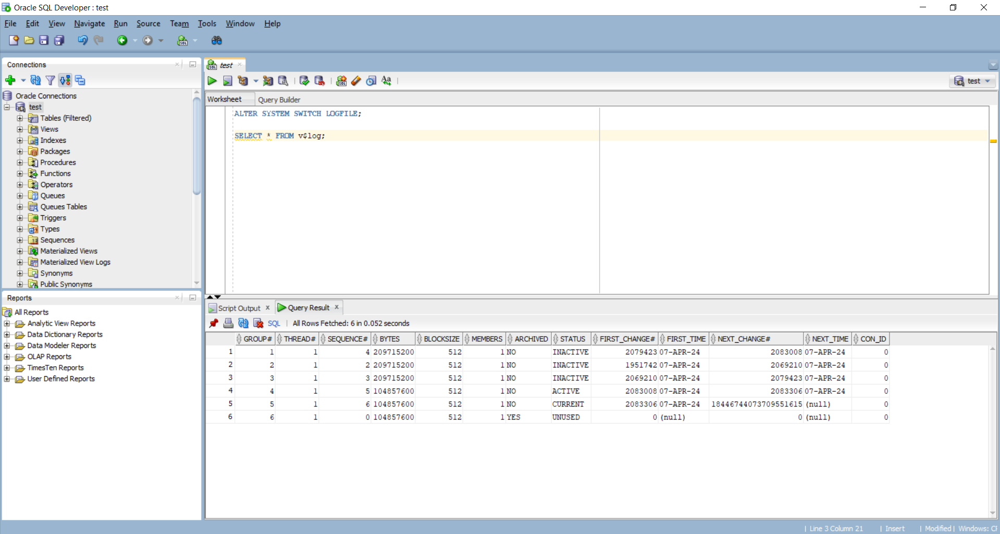 Oracle SQL Developer : test
File Edit View Navigate Run Source Team Tools Window Help
Connections
Oracle Connections
test
Tables (Filtered)
Views
Indexes
Packages
Procedures
Functions
Operators
Queues
Queues Tables
Triggers
Types
Sequences
Materialized Views
Materialized View Logs
Synonyms
Public Synonyms
Reports
All Reports
Analytic View Reports
Data Dictionary Reports
Data Modeler Reports
OLAP Reports
TimesTen Reports
User Defined Reports
test
test
Worksheet Query Builder
ALTER SYSTEM SWITCH LOGFILE;
SELECT * FROM v$log;
Script Output Query Result
SQL All Rows Fetched: 6 in 0.052 seconds
GROUP# THREAD# SEQUENCE# BYTES BLOCKSIZE MEMBERS ARCHIVED STATUS FIRST_CHANGE# FIRST_TIME NEXT_CHANGE# NEXT_TIME CON_ID
1 1 1 4 209715200 512 1 NO INACTIVE 2079423 07-APR-24 2083008 07-APR-24 0
2 2 1 2 209715200 512 1 NO INACTIVE 1951742 07-APR-24 2069210 07-APR-24 0
3 3 1 3 209715200 512 1 NO INACTIVE 2069210 07-APR-24 2079423 07-APR-24 0
4 4 1 5 104857600 512 1 NO ACTIVE 2083008 07-APR-24 2083306 07-APR-24 0
5 5 1 6 104857600 512 1 NO CURRENT 2083306 07-APR-24 18446744073709551615 (null) 0
6 6 1 0 104857600 512 1 YES UNUSED 0 (null) 0 (null) 0
| Line 3 Column 21 | Insert | Modified | Windows: CF